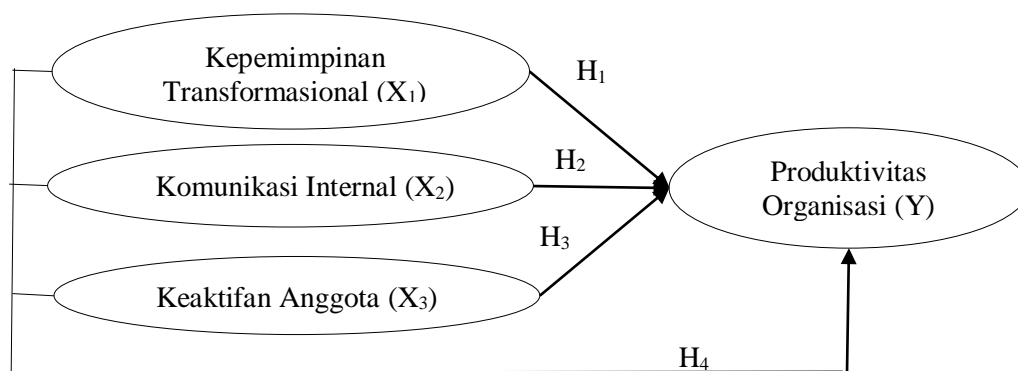 Kepemimpinan
Transformasional (X₁)
H₁
Komunikasi Internal (X₂)
H₂
Produktivitas
Organisasi (Y)
H₃
Keaktifan Anggota (X₃)
H₄